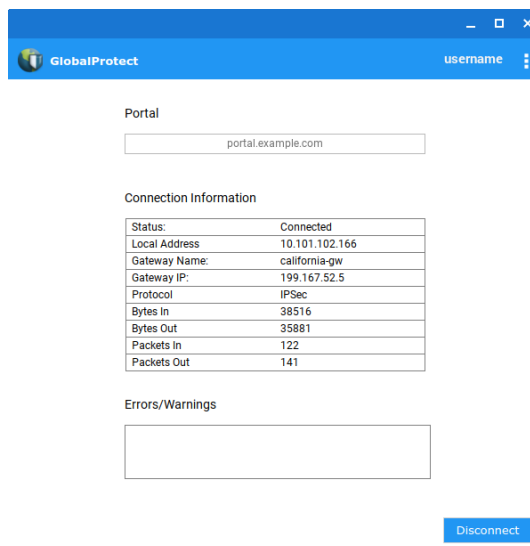 GlobalProtect username
Portal
portal.example.com
Connection Information
Status: Connected
Local Address 10.101.102.166
Gateway Name: california-gw
Gateway IP: 199.167.52.5
Protocol IPSec
Bytes In 38516
Bytes Out 35881
Packets In 122
Packets Out 141
Errors/Warnings
Disconnect